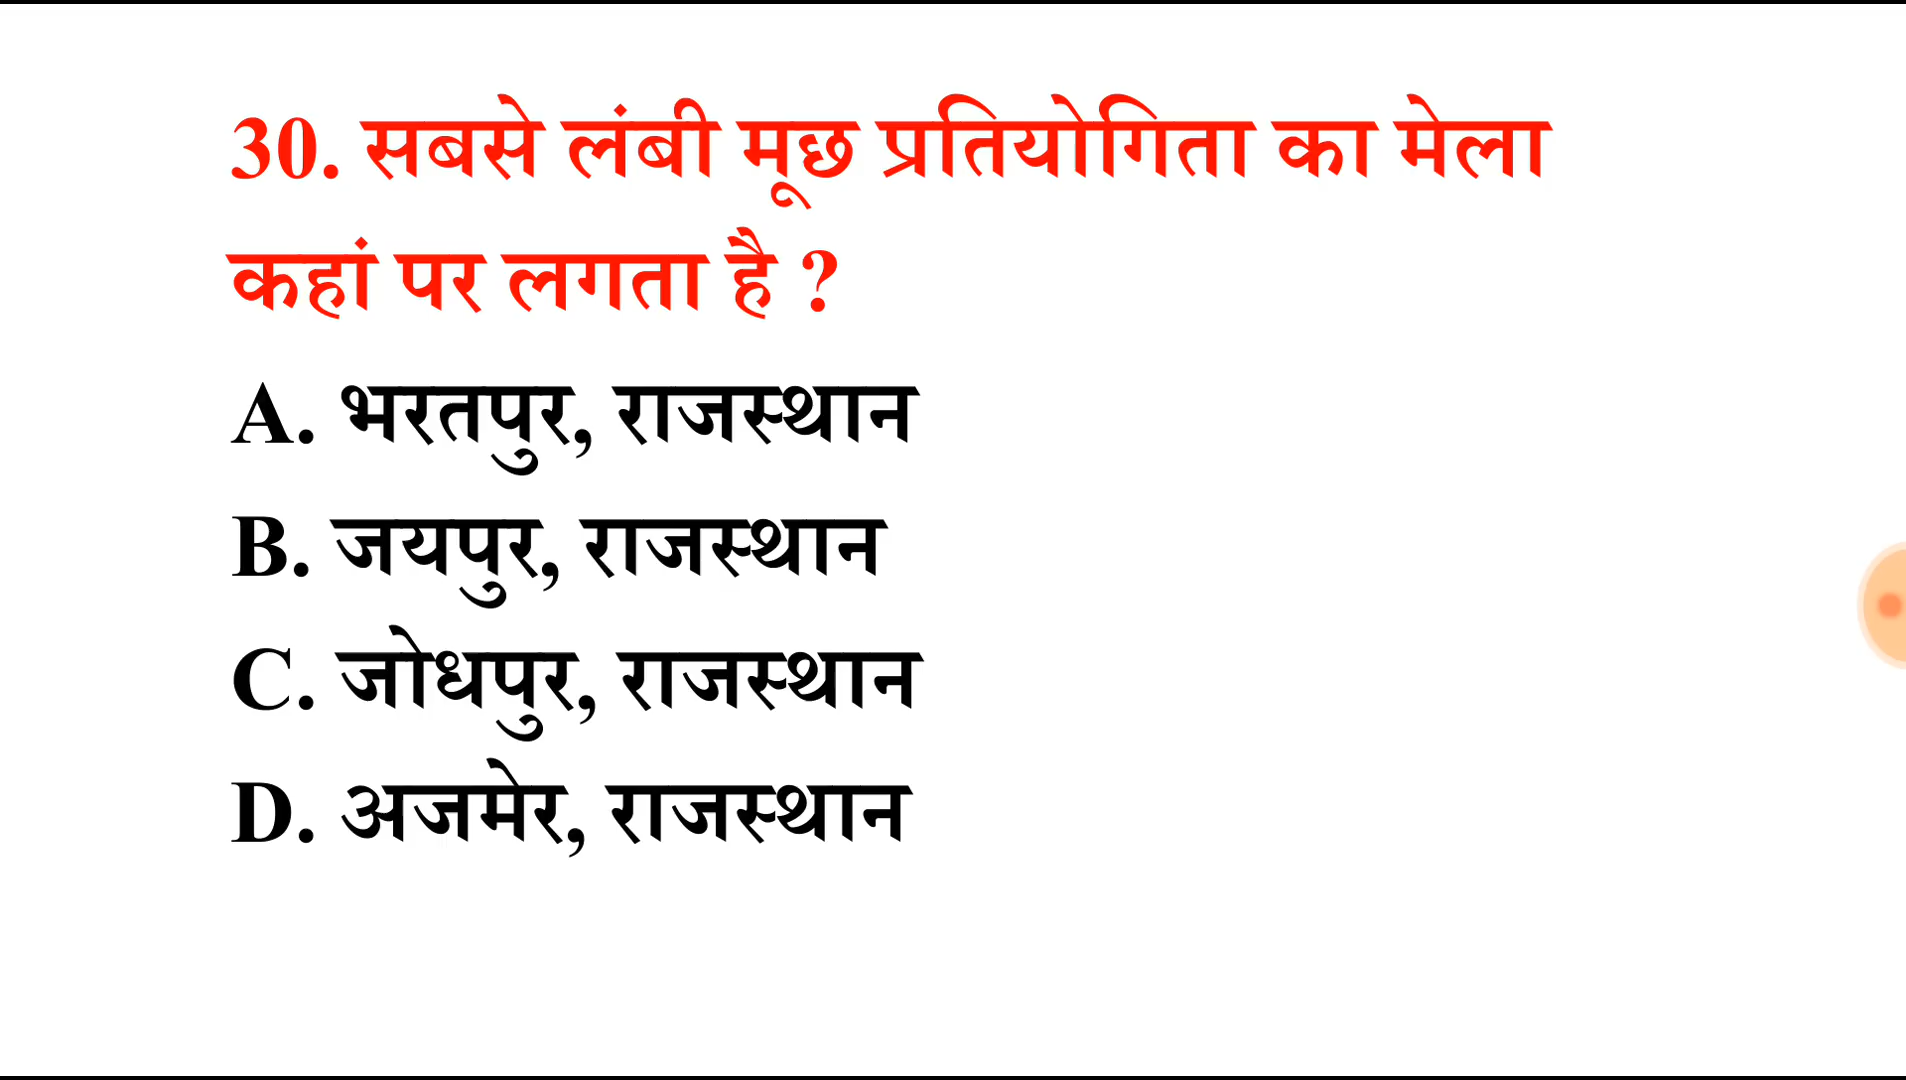 30. सबसे लंबी मूछ प्रतियोगिता का मेला
कहां पर लगता है ?
A. भरतपुर, राजस्थान
B. जयपुर, राजस्थान
C. जोधपुर, राजस्थान
D. अजमेर, राजस्थान